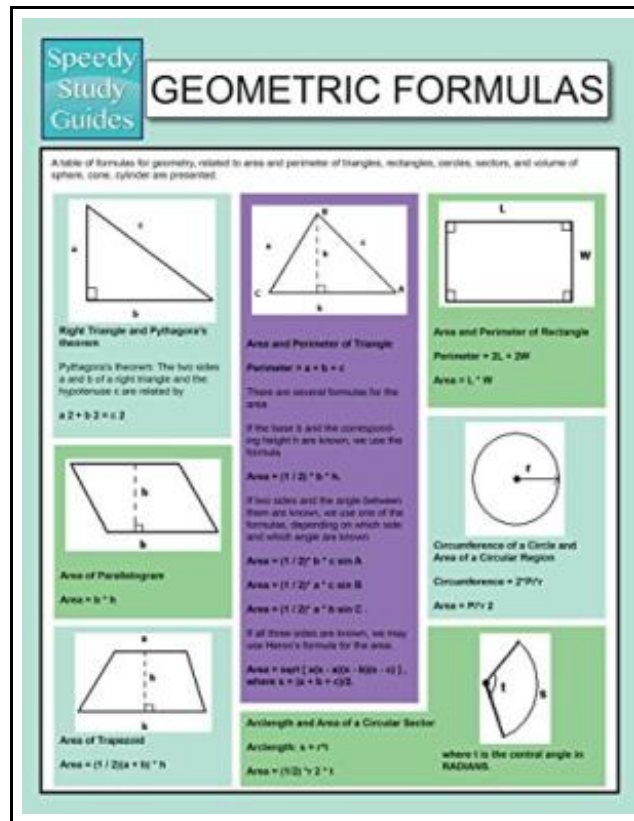 Speedy
Study
Guides
GEOMETRIC FORMULAS
A table of formulas for geometry, related to area and perimeter of triangles, rectangles, cercles, sectors, and volume of
sphere, cone, cylinder are presented.
a
c
b
Right Triangle and Pythagora's
theorem
Pythagora's theorem: The two sides
a and b of a right triangle and the
hypotenuse c are related by
a 2 + b 2 = c 2
h
b
Area of Parallelogram
Area = b * h
a
h
b
Area of Trapezoid
Area = (1 / 2)(a + b) * h
B
a
h
c
C
A
b
Area and Perimeter of Triangle
Perimeter = a + b + c
There are several formulas for the
area.
If the base b and the correspond-
ing height h are known, we use the
formula
Area = (1 / 2) * b * h.
If two sides and the angle between
them are known, we use one of the
formulas, depending on which side
and which angle are known
Area = (1 / 2)* b * c sin A
Area = (1 / 2)* a * c sin B
Area = (1 / 2)* a * b sin C .
If all three sides are known, we may
use Heron's formula for the area.
Area = sqrt [ s(s - a)(s - b)(s - c) ] ,
where s = (a + b + c)/2.
L
W
Area and Perimeter of Rectangle
Perimeter = 2L + 2W
Area = L * W
r
Circumference of a Circle and
Area of a Circular Region
Circumference = 2*Pi*r
Area = Pi*r 2
Arclength and Area of a Circular Sector
Arclength: s = r*t
Area = (1/2) *r 2 * t
t
s
where t is the central angle in
RADIANS.